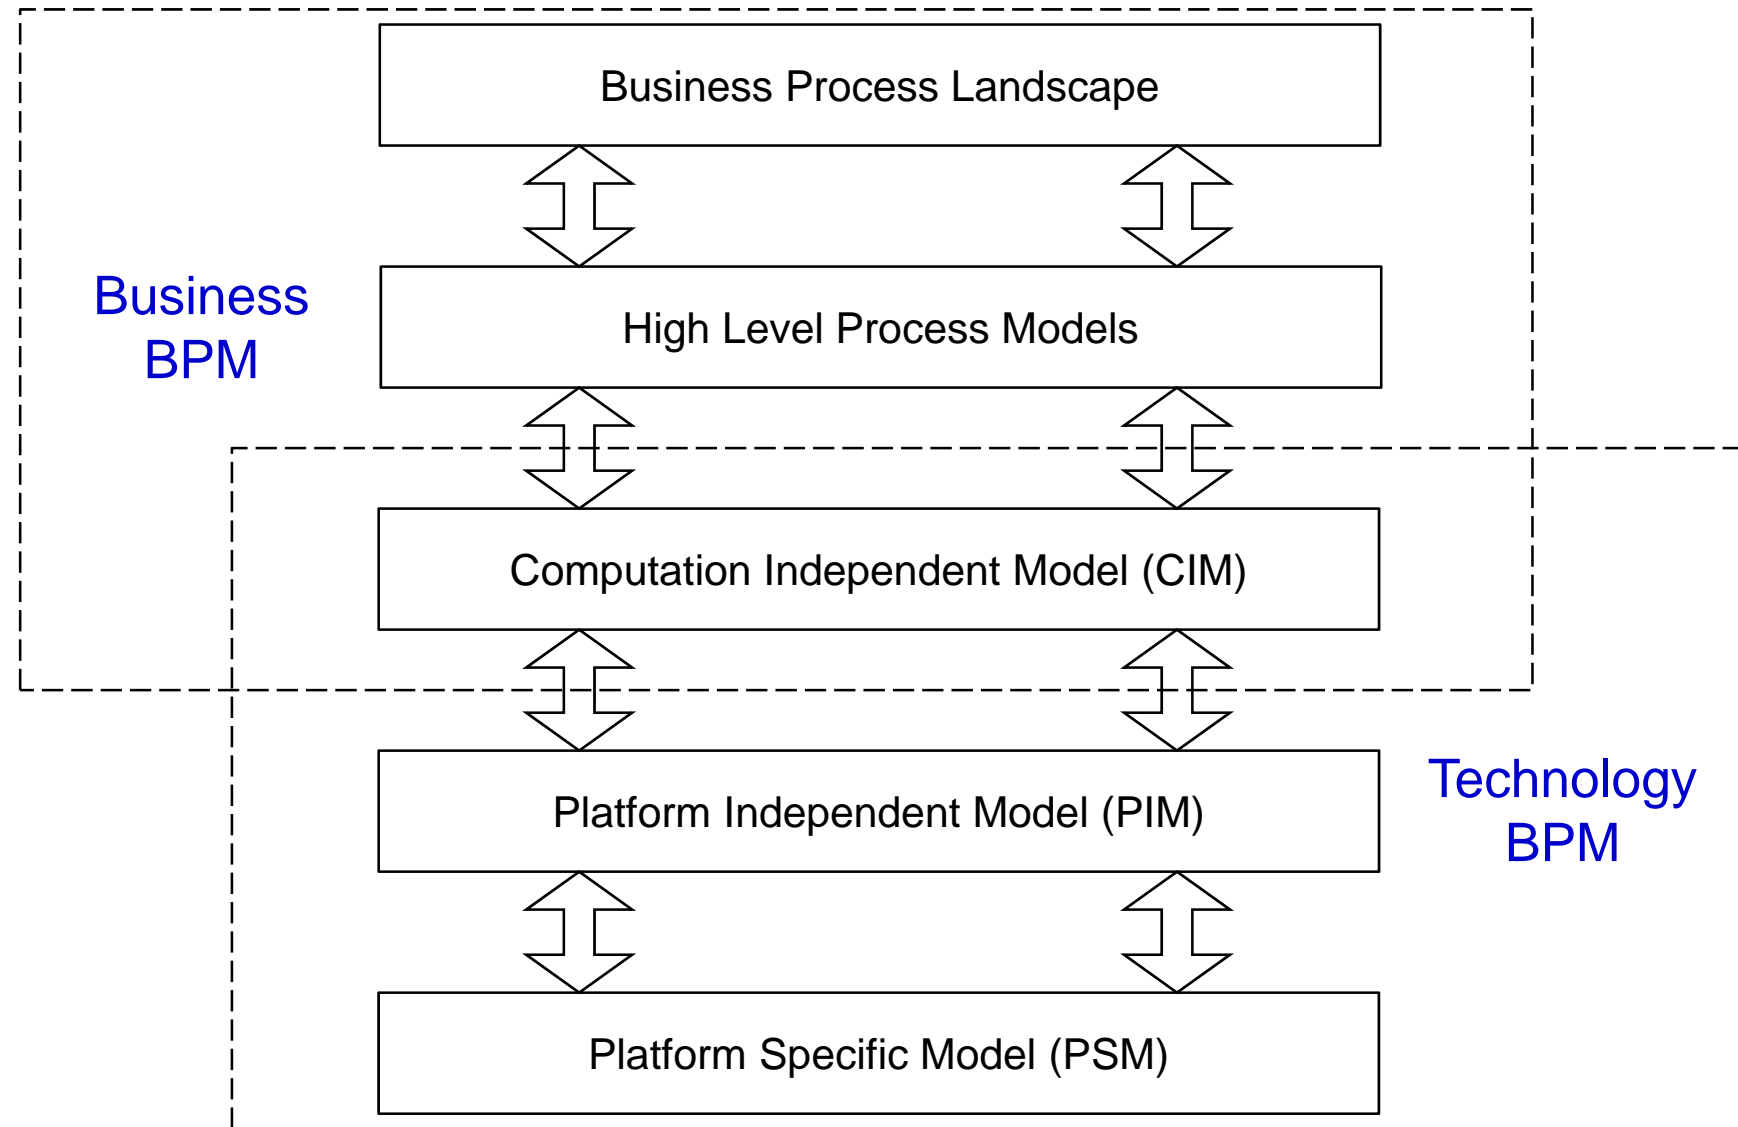 Business Process Landscape
Business
BPM
High Level Process Models
Computation Independent Model (CIM)
Platform Independent Model (PIM)
Technology
BPM
Platform Specific Model (PSM)